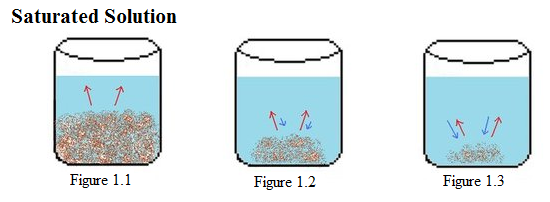 Saturated Solution
Figure 1.1
Figure 1.2
Figure 1.3